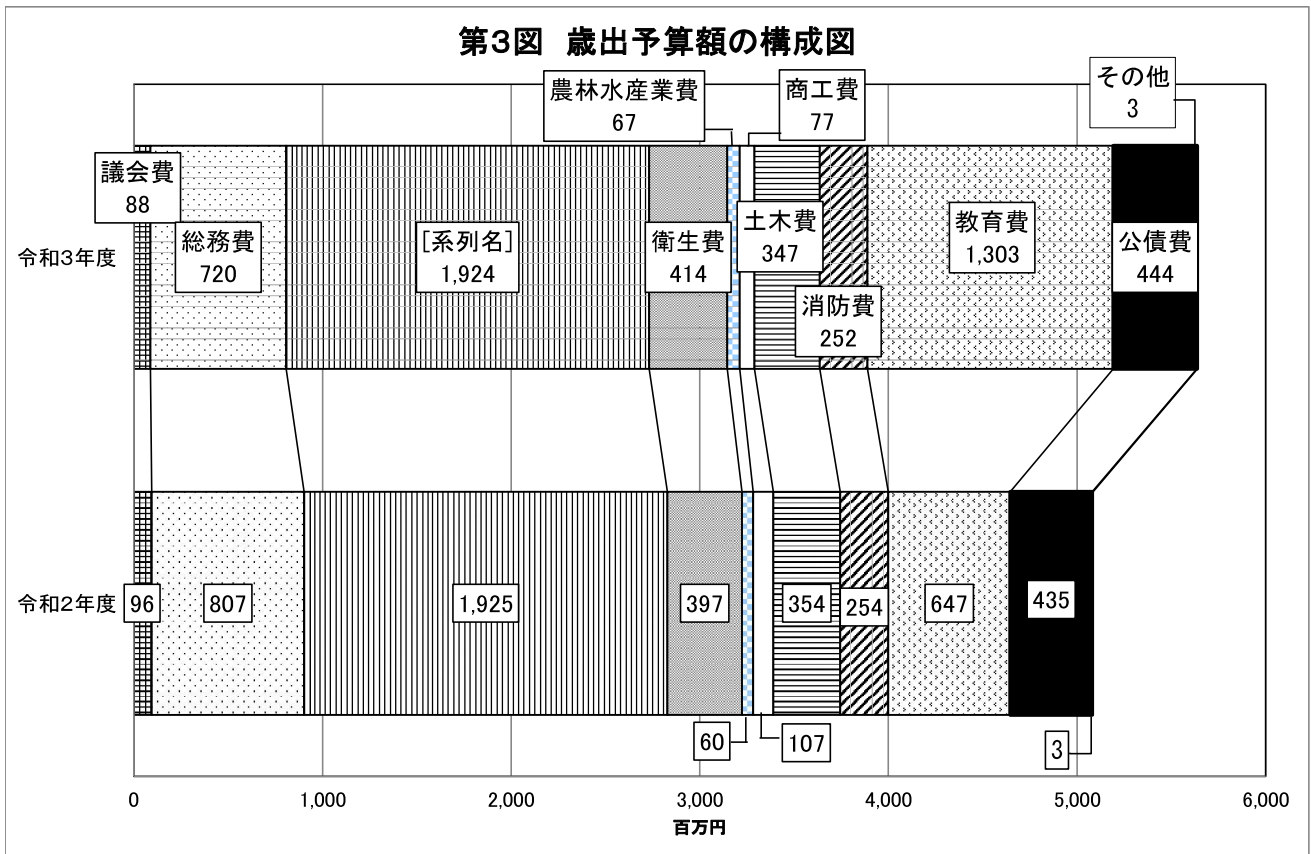 第3図 歳出予算額の構成図
農林水産業費
67
商工費
77
その他
3
議会費
88
総務費
720
[系列名]
1,924
衛生費
414
土木費
347
消防費
252
教育費
1,303
公債費
444
令和3年度
令和2年度
96
807
1,925
397
354
254
647
435
60
107
3
0
1,000
2,000
3,000
4,000
5,000
6,000
百万円